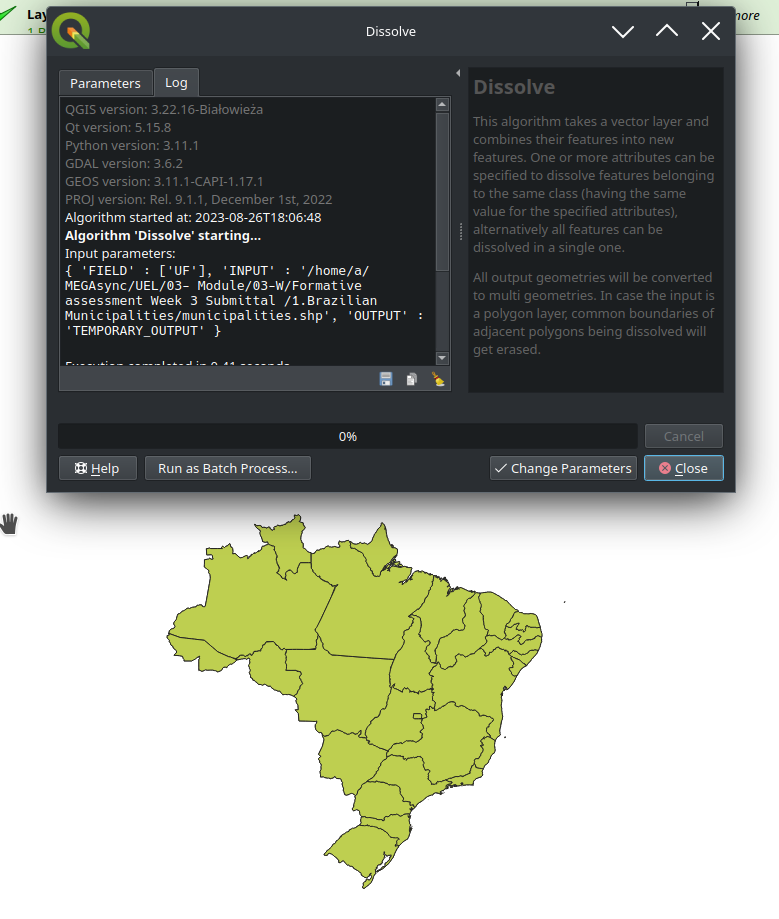 Lay
more
Dissolve
Parameters
Log
QGIS version: 3.22.16-Białowieża
Qt version: 5.15.8
Python version: 3.11.1
GDAL version: 3.6.2
GEOS version: 3.11.1-CAPI-1.17.1
PROJ version: Rel. 9.1.1, December 1st, 2022
Algorithm started at: 2023-08-26T18:06:48
Algorithm 'Dissolve' starting…
Input parameters:
{ 'FIELD' : ['UF'], 'INPUT' : '/home/a/
MEGAsync/UEL/03- Module/03-W/Formative
assessment Week 3 Submittal /1.Brazilian
Municipalities/municipalities.shp', 'OUTPUT' :
'TEMPORARY_OUTPUT' }
Execution completed in 0.41 seconds
Dissolve
This algorithm takes a vector layer and
combines their features into new
features. One or more attributes can be
specified to dissolve features belonging
to the same class (having the same
value for the specified attributes),
alternatively all features can be
dissolved in a single one.
All output geometries will be converted
to multi geometries. In case the input is
a polygon layer, common boundaries of
adjacent polygons being dissolved will
get erased.
0%
Cancel
Help
Run as Batch Process…
Change Parameters
Close